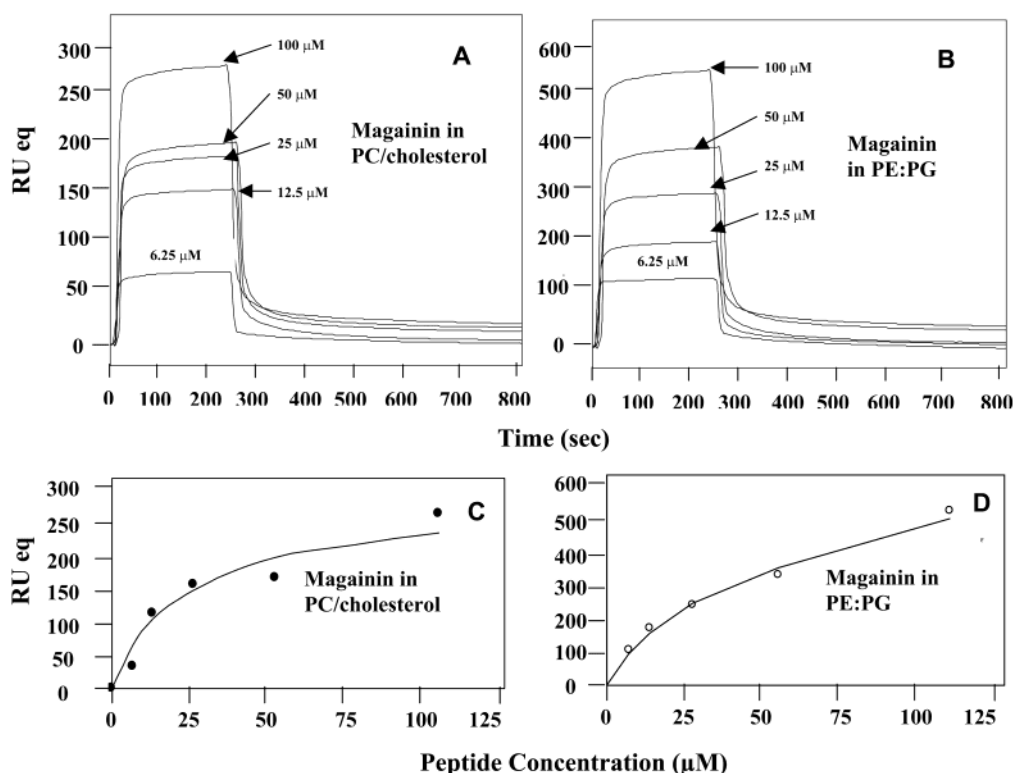 A
RU eq
300
250
200
150
100
50
0
100 μM
50 μM
25 μM
12.5 μM
6.25 μM
Magainin in
PC/cholesterol
0 100 200 300 400 500 600 700 800
B
600
500
400
300
200
100
0
100 μM
50 μM
25 μM
12.5 μM
6.25 μM
Magainin
in PE:PG
0 100 200 300 400 500 600 700 800
Time (sec)
C
RU eq
300
250
200
150
100
50
0
Magainin in
PC/cholesterol
0 25 50 75 100 125
D
600
500
400
300
200
100
0
Magainin in
PE:PG
0 25 50 75 100 125
Peptide Concentration (μM)